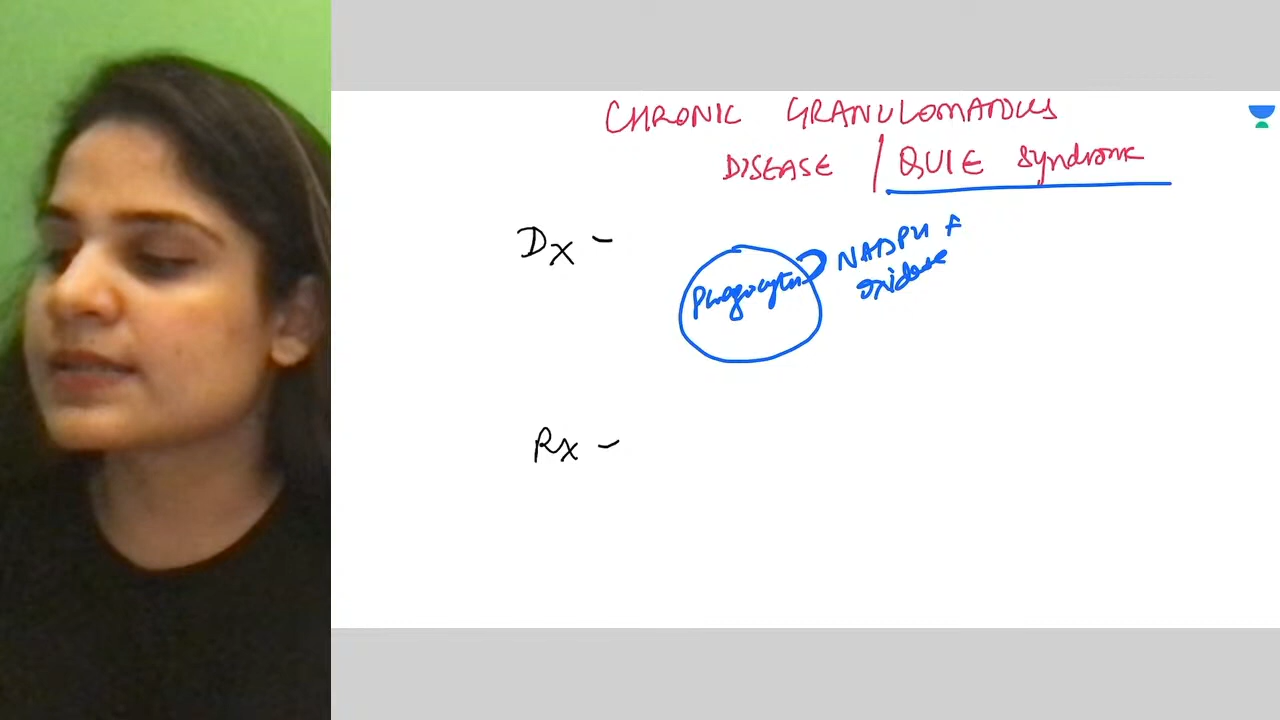 CHRONIC GRANULOMATOUS
DISEASE / QUIE Syndrome
Dx -
Phagocytes
NADPH
oxidase
Rx -